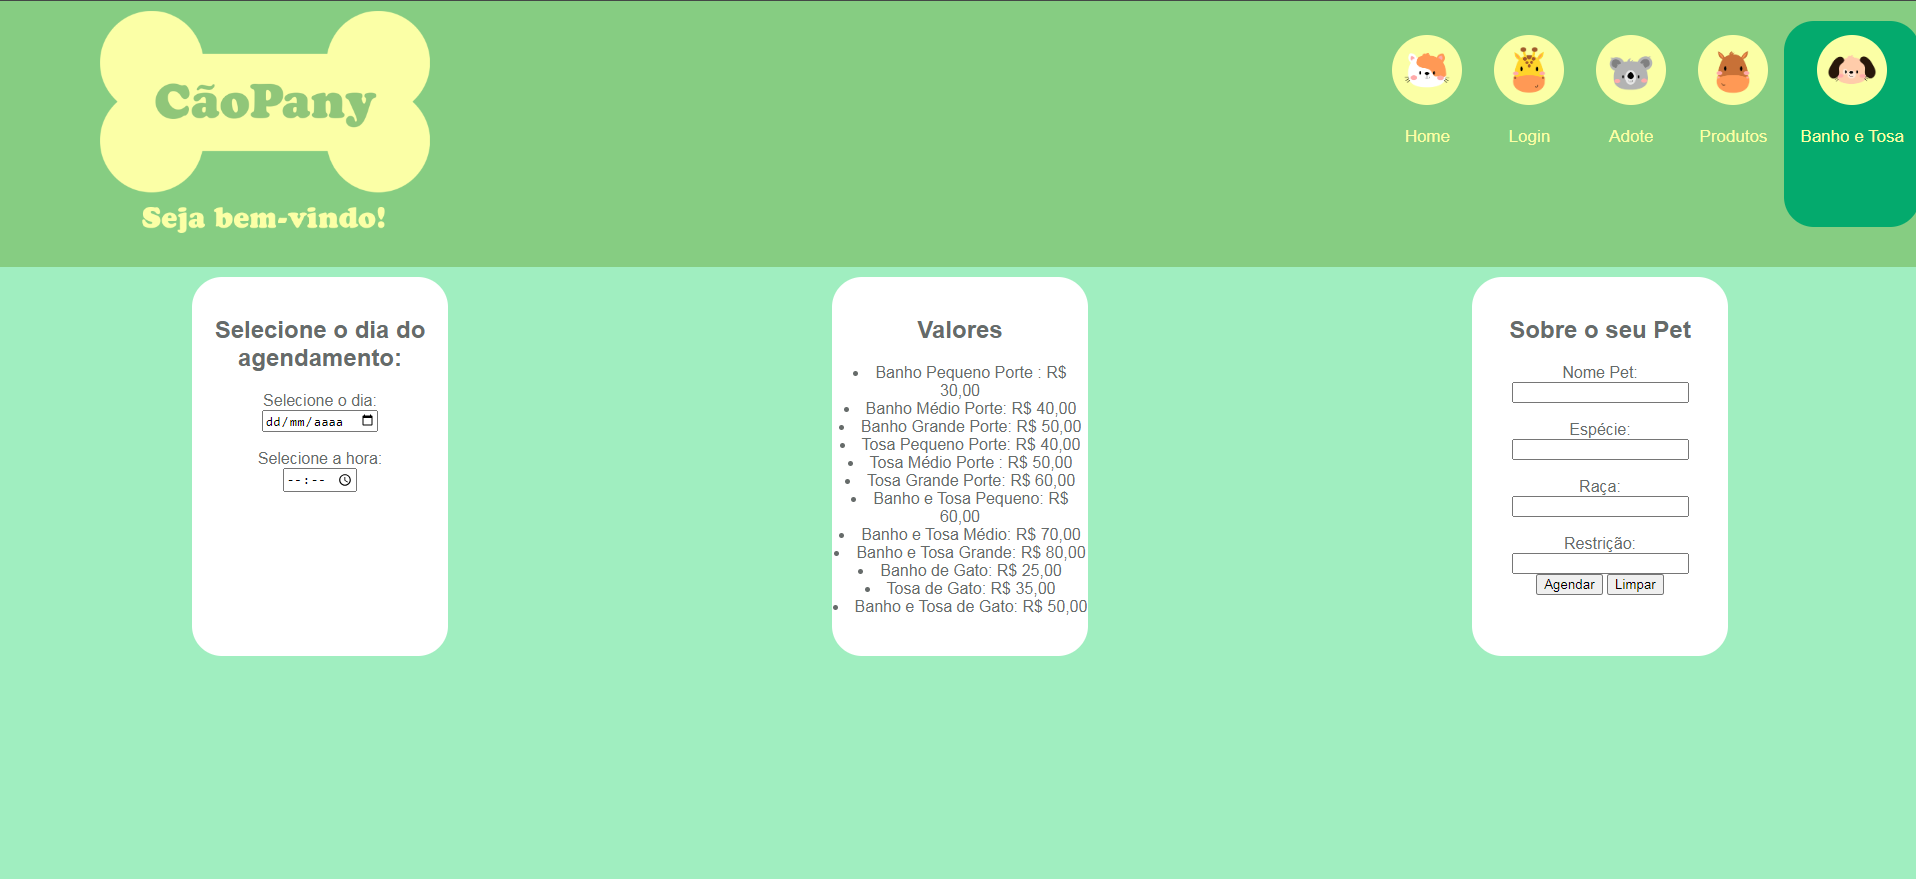 CãoPany
Seja bem-vindo!
Home
Login
Adote
Produtos
Banho e Tosa
Selecione o dia do
agendamento:
Selecione o dia:
dd/mm/aaaa
Selecione a hora:
--:--
Valores
• Banho Pequeno Porte : R$
30,00
• Banho Médio Porte: R$ 40,00
• Banho Grande Porte: R$ 50,00
• Tosa Pequeno Porte: R$ 40,00
• Tosa Médio Porte : R$ 50,00
• Tosa Grande Porte: R$ 60,00
• Banho e Tosa Pequeno: R$
60,00
• Banho e Tosa Médio: R$ 70,00
• Banho e Tosa Grande: R$ 80,00
• Banho de Gato: R$ 25,00
• Tosa de Gato: R$ 35,00
• Banho e Tosa de Gato: R$ 50,00
Sobre o seu Pet
Nome Pet:
Espécie:
Raça:
Restrição:
Agendar Limpar